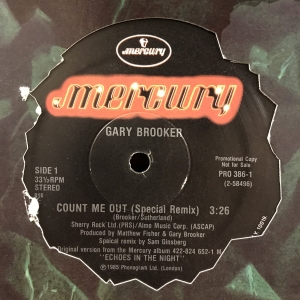 mercury
mercury
GARY BROOKER
SIDE 1
33⅓ RPM
STEREO
Promotional Copy
Not for Sale
PRO 386-1
(2-58496)
COUNT ME OUT (Special Remix) 3:26
(Brooker/Sutherland)
Sherry Rock Ltd (PRS)/Almo Music Corp. (ASCAP)
Produced by Matthew Fisher & Gary Brooker
Speical remix by Sam Ginsberg
Original version from the Mercury album 422-824 652-1 M
"ECHOES IN THE NIGHT"
℗ 1985 Phonogram Ltd. (London)